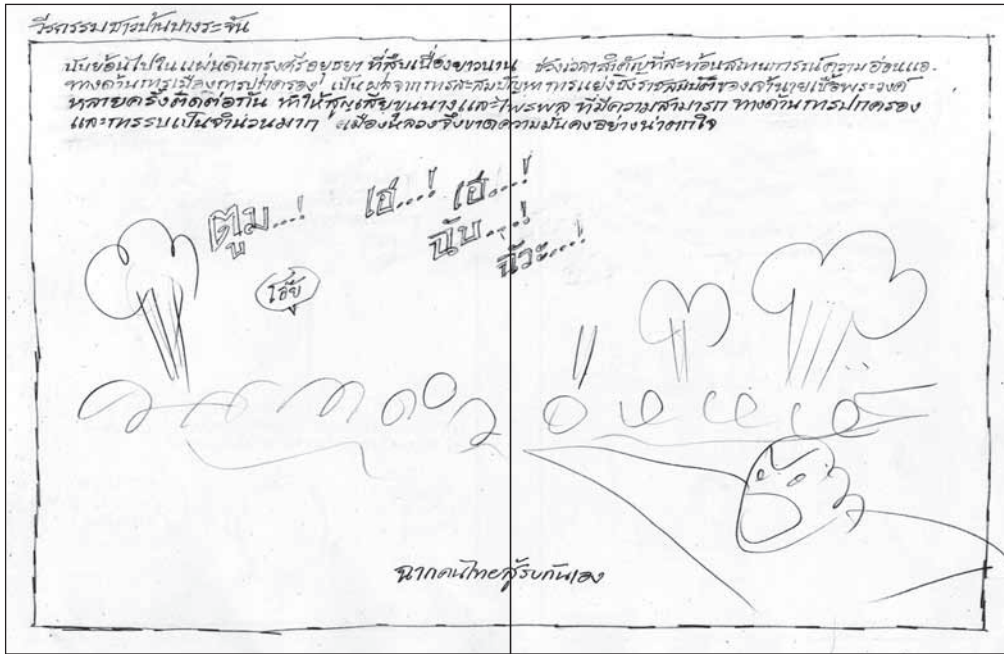 วีรกรรมชาวบ้านบางระจัน
นับย้อนไปในแผ่นดินกรุงศรีอยุธยา ที่สืบเนื่องยาวนาน ช่วงเวลาสำคัญที่สะท้อนสถานการณ์ความอ่อนแอ
ทางด้านการเมืองการปกครอง เป็นผลจากการสะสมปัญหาการแย่งชิงราชสมบัติของเจ้านายเชื้อพระวงศ์
หลายครั้งติดต่อกัน ทำให้สูญเสียขุนนางและไพร่พล ที่มีความสามารถ ทางด้านการปกครอง
และการรบเป็นจำนวนมาก เมืองหลวงจึงขาดความมั่นคงอย่างน่าตกใจ
ตูม...! เฮ่...! เฮ...!
ฉับ...!
ฉัวะ...!
โอ๊ย
ฉากคนไทยสู้รบกันเอง